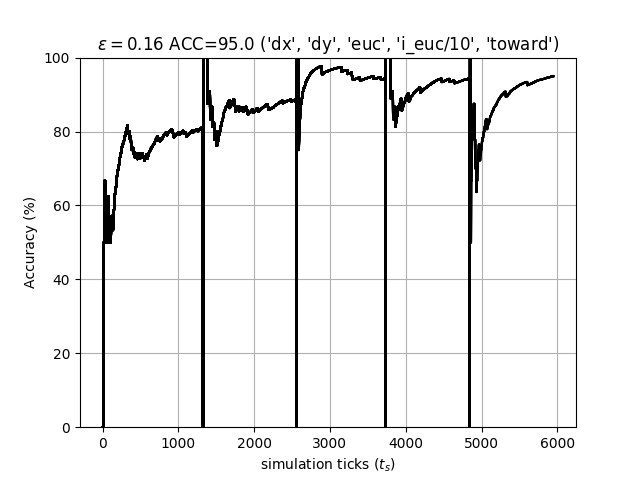 ε = 0.16 ACC=95.0 ('dx', 'dy', 'euc', 'i_euc/10', 'toward')
100
80
60
40
20
0
Accuracy (%)
0 1000 2000 3000 4000 5000 6000
simulation ticks (tₛ)